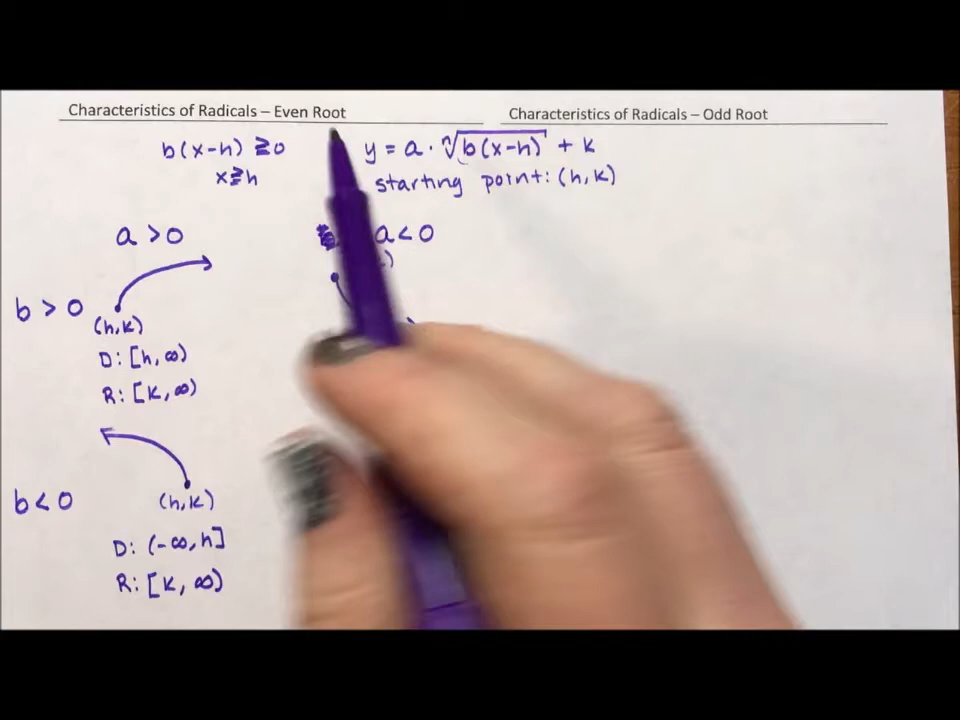 Characteristics of Radicals – Even Root
Characteristics of Radicals – Odd Root
b(x-h) ≥0
y = a · ⁿ√b(x-h) + k
x≥h
starting point: (h,k)
a >0
a<0
b > 0
(h,k)
D: [h,∞)
R: [k,∞)
b< 0
(h,k)
D: (-∞,h]
R: [k, ∞)